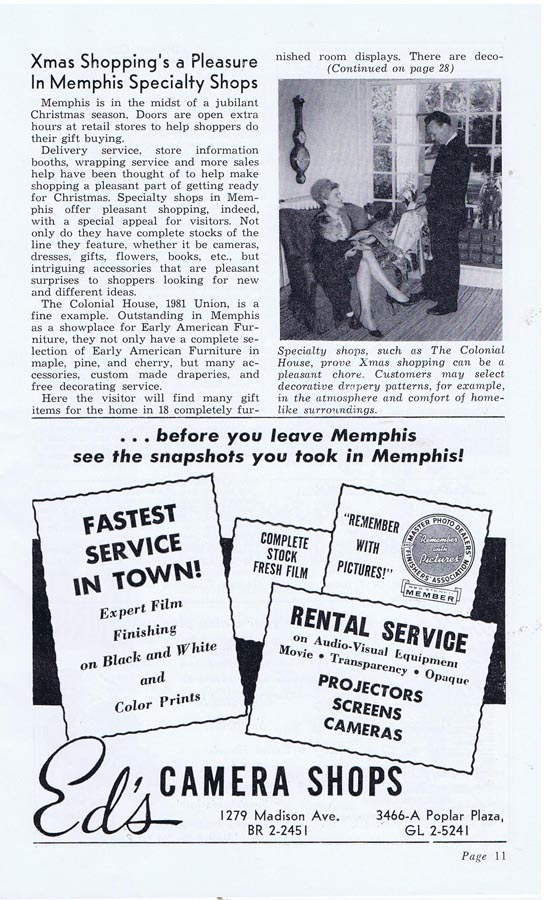 Xmas Shopping's a Pleasure
In Memphis Specialty Shops
Memphis is in the midst of a jubilant
Christmas season. Doors are open extra
hours at retail stores to help shoppers do
their gift buying.
Delivery service, store information
booths, wrapping service and more sales
help have been thought of to help make
shopping a pleasant part of getting ready
for Christmas. Specialty shops in Mem-
phis offer pleasant shopping, indeed,
with a special appeal for visitors. Not
only do they have complete stocks of the
line they feature, whether it be cameras,
dresses, gifts, flowers, books, etc., but
intriguing accessories that are pleasant
surprises to shoppers looking for new
and different ideas.
The Colonial House, 1981 Union, is a
fine example. Outstanding in Memphis
as a showplace for Early American Fur-
niture, they not only have a complete se-
lection of Early American Furniture in
maple, pine, and cherry, but many ac-
cessories, custom made draperies, and
free decorating service.
Here the visitor will find many gift
items for the home in 18 completely fur-
nished room displays. There are deco-
(Continued on page 28)
Specialty shops, such as The Colonial
House, prove Xmas shopping can be a
pleasant chore. Customers may select
decorative drapery patterns, for example,
in the atmosphere and comfort of home-
like surroundings.
. . . before you leave Memphis
see the snapshots you took in Memphis!
FASTEST
SERVICE
IN TOWN!
Expert Film
Finishing
on Black and White
and
Color Prints
COMPLETE
STOCK
FRESH FILM
"REMEMBER
WITH
PICTURES!"
MASTER PHOTO DEALERS'
FINISHERS' ASSOCIATION
Remember
with
Pictures
MEMBER
RENTAL SERVICE
on Audio-Visual Equipment
Movie • Transparency • Opaque
PROJECTORS
SCREENS
CAMERAS
Ed's CAMERA SHOPS
1279 Madison Ave.
BR 2-2451
3466-A Poplar Plaza,
GL 2-5241
Page 11